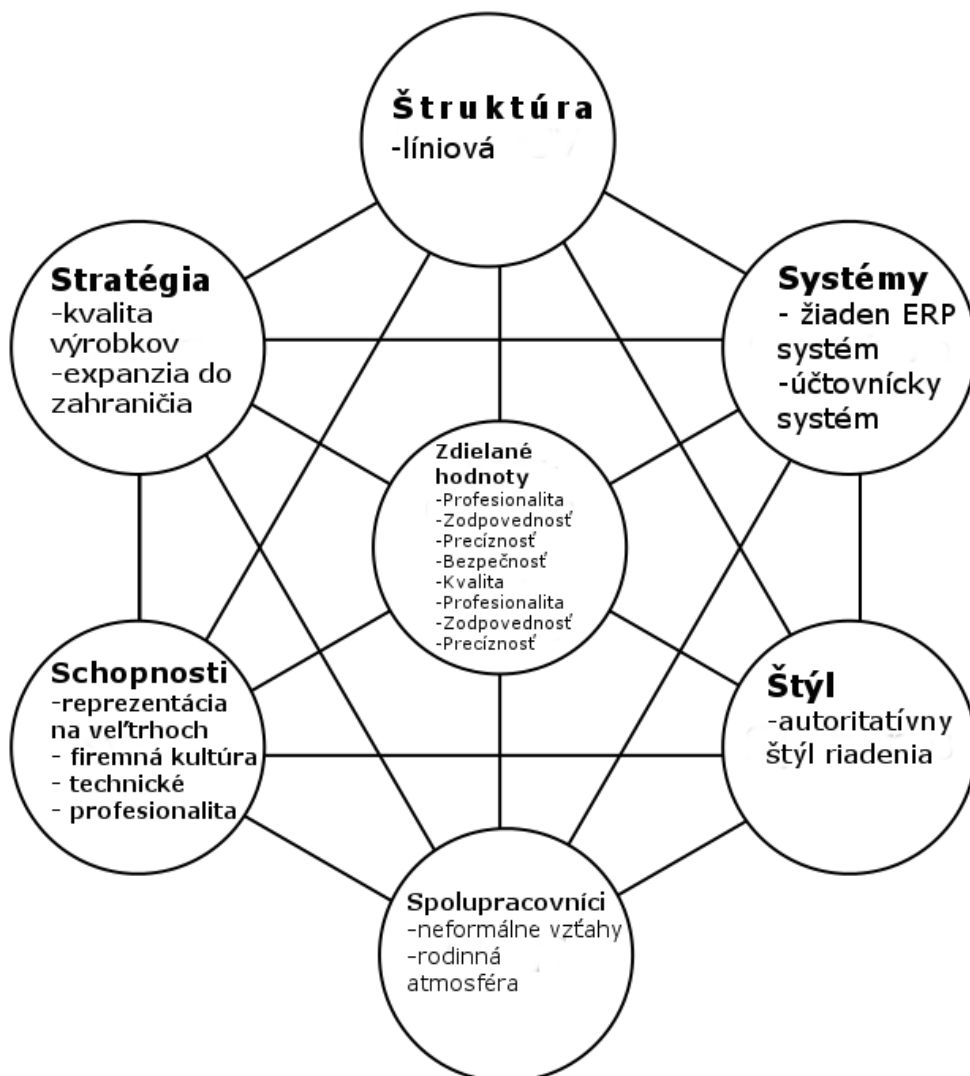 Štruktúra
-líniová
Stratégia
-kvalita
výrobkov
-expanzia do
zahraničia
Systémy
- žiaden ERP
systém
-účtovnícky
systém
Zdielané
hodnoty
-Profesionalita
-Zodpovednosť
-Precíznosť
-Bezpečnosť
-Kvalita
-Profesionalita
-Zodpovednosť
-Precíznosť
Schopnosti
-reprezentácia
na veľtrhoch
- firemná kultúra
- technické
- profesionalita
Štýl
-autoritatívny
štýl riadenia
Spolupracovníci
-neformálne vzťahy
-rodinná
atmosféra